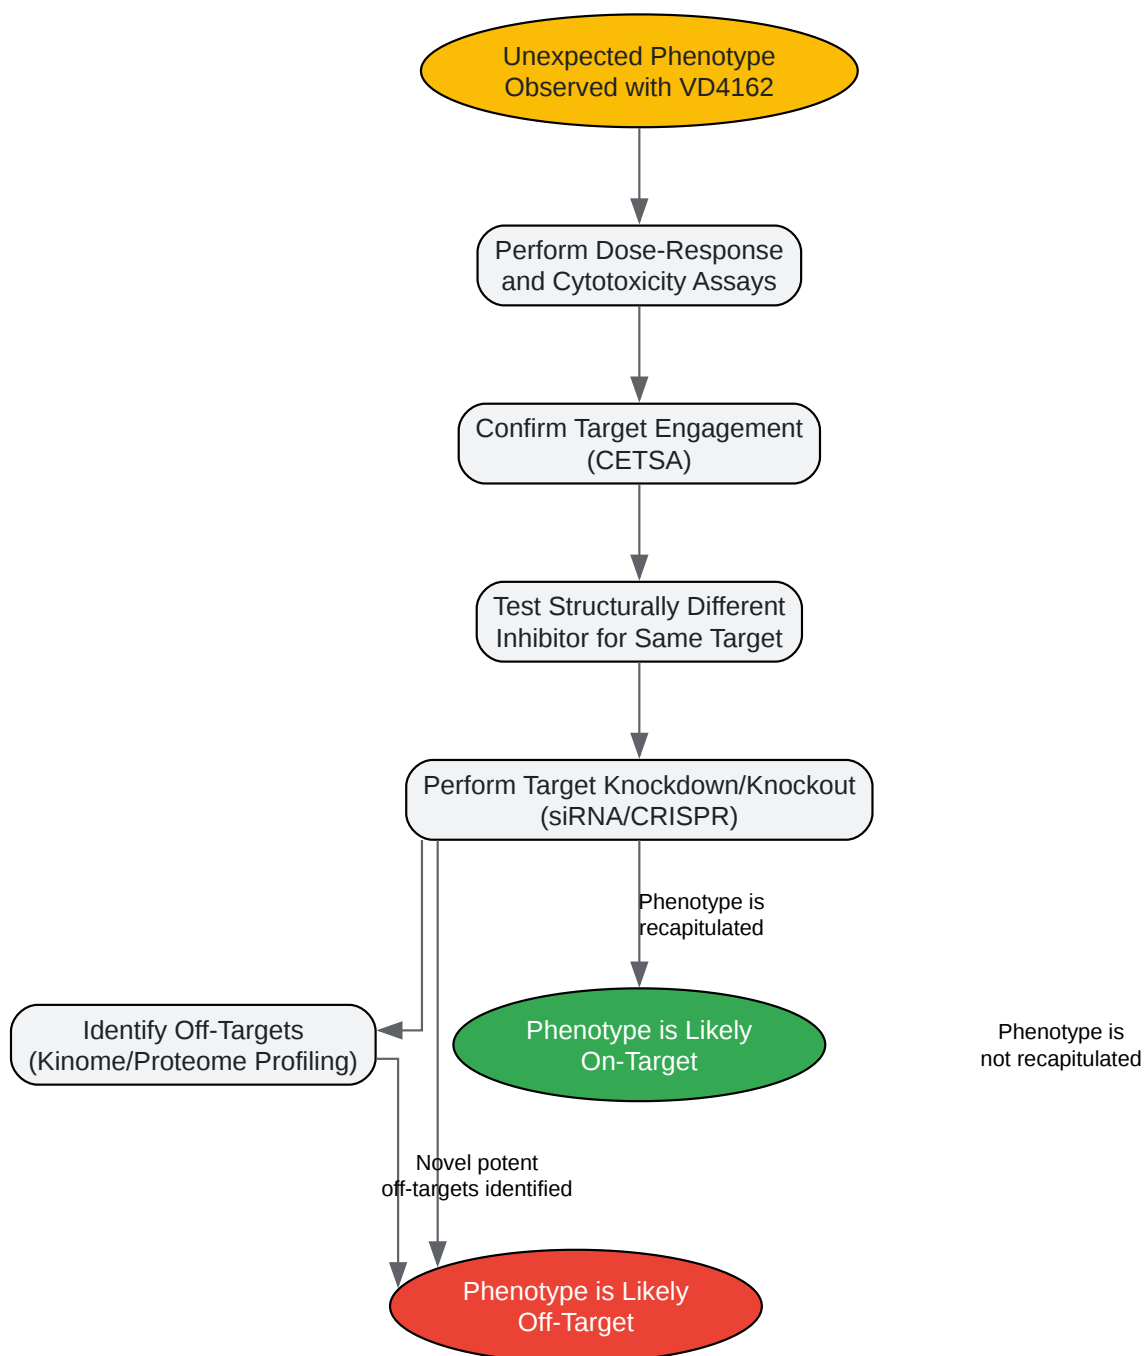 Unexpected Phenotype
Observed with VD4162
Perform Dose-Response
and Cytotoxicity Assays
Confirm Target Engagement
(CETSA)
Test Structurally Different
Inhibitor for Same Target
Perform Target Knockdown/Knockout
(siRNA/CRISPR)
Phenotype is
recapitulated
Identify Off-Targets
(Kinome/Proteome Profiling)
Phenotype is Likely
On-Target
Phenotype is
not recapitulated
Novel potent
off-targets identified
Phenotype is Likely
Off-Target